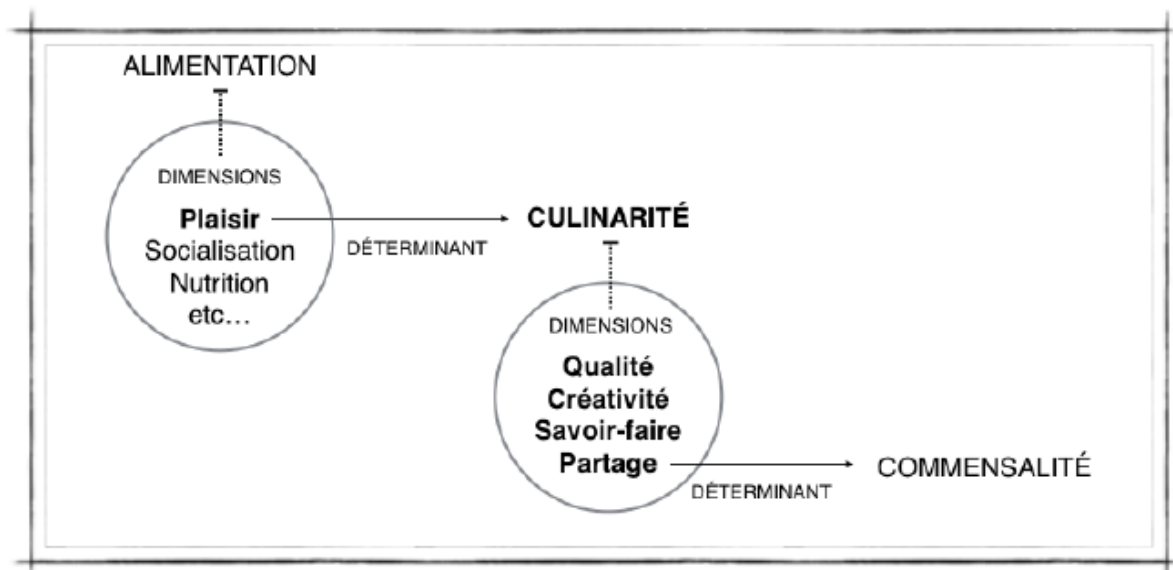 ALIMENTATION
DIMENSIONS
Plaisir
Socialisation
Nutrition
etc...
DÉTERMINANT
CULINARITÉ
DIMENSIONS
Qualité
Créativité
Savoir-faire
Partage
DÉTERMINANT
COMMENSALITÉ